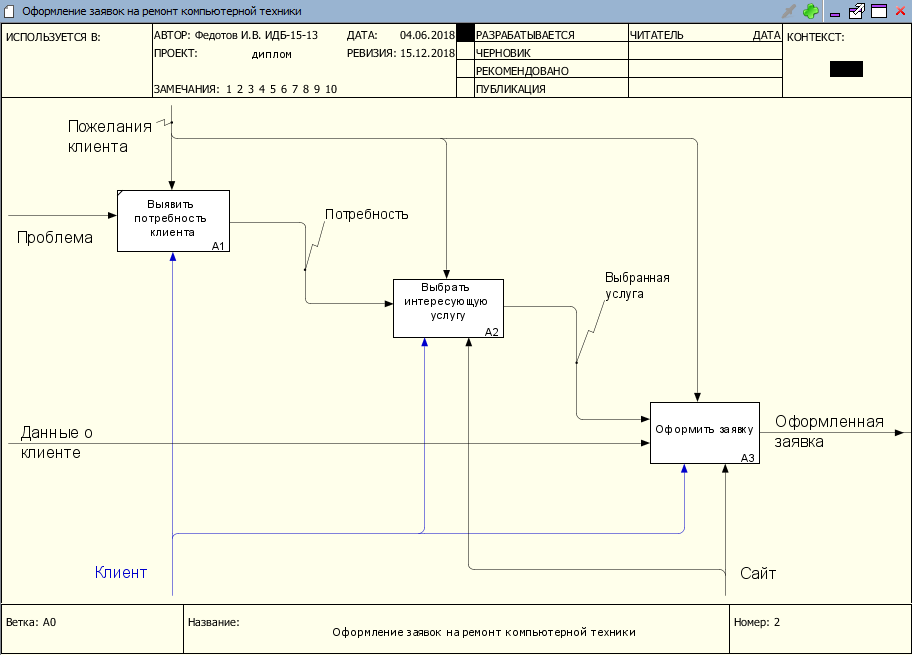 Оформление заявок на ремонт компьютерной техники
ИСПОЛЬЗУЕТСЯ В:
АВТОР: Федотов И.В. ИДБ-15-13
ДАТА: 04.06.2018
РАЗРАБАТЫВАЕТСЯ
ЧИТАТЕЛЬ
ДАТА
КОНТЕКСТ:
ПРОЕКТ: диплом
РЕВИЗИЯ: 15.12.2018
ЧЕРНОВИК
РЕКОМЕНДОВАНО
ЗАМЕЧАНИЯ: 1 2 3 4 5 6 7 8 9 10
ПУБЛИКАЦИЯ
Пожелания
клиента
Проблема
Выявить
потребность
клиента
A1
Потребность
Выбрать
интересующую
услугу
A2
Выбранная
услуга
Данные о
клиенте
Оформить заявку
A3
Оформленная
заявка
Клиент
Сайт
Ветка: A0
Название:
Оформление заявок на ремонт компьютерной техники
Номер: 2